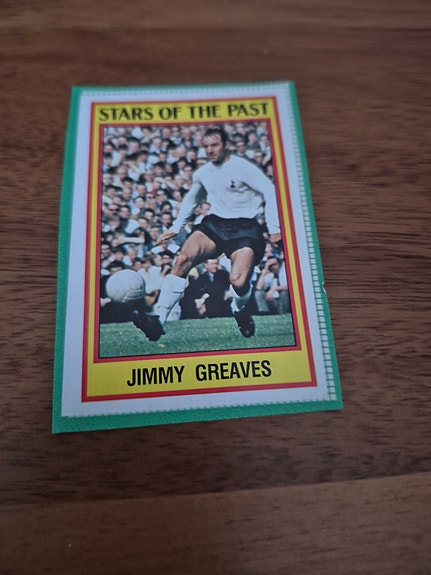 STARS OF THE PAST
JIMMY GREAVES